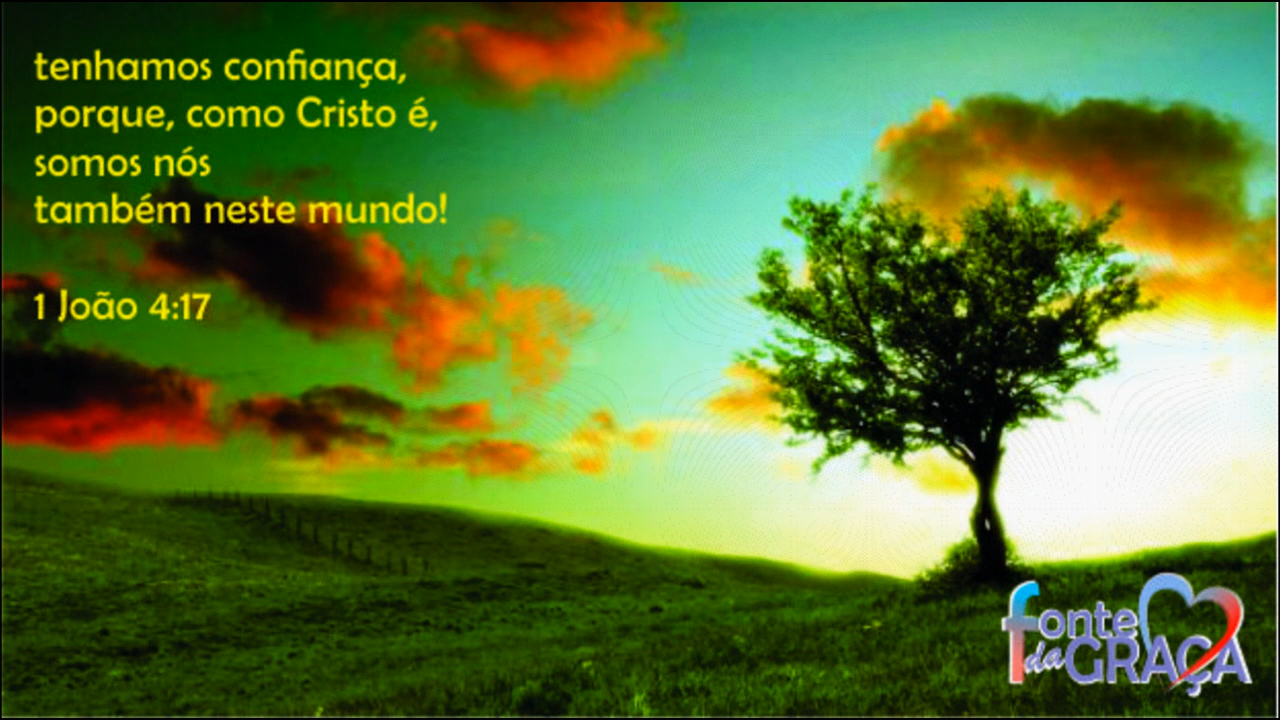 tenhamos confiança,
porque, como Cristo é,
somos nós
também neste mundo!
1 João 4:17
fonte
da GRAÇA